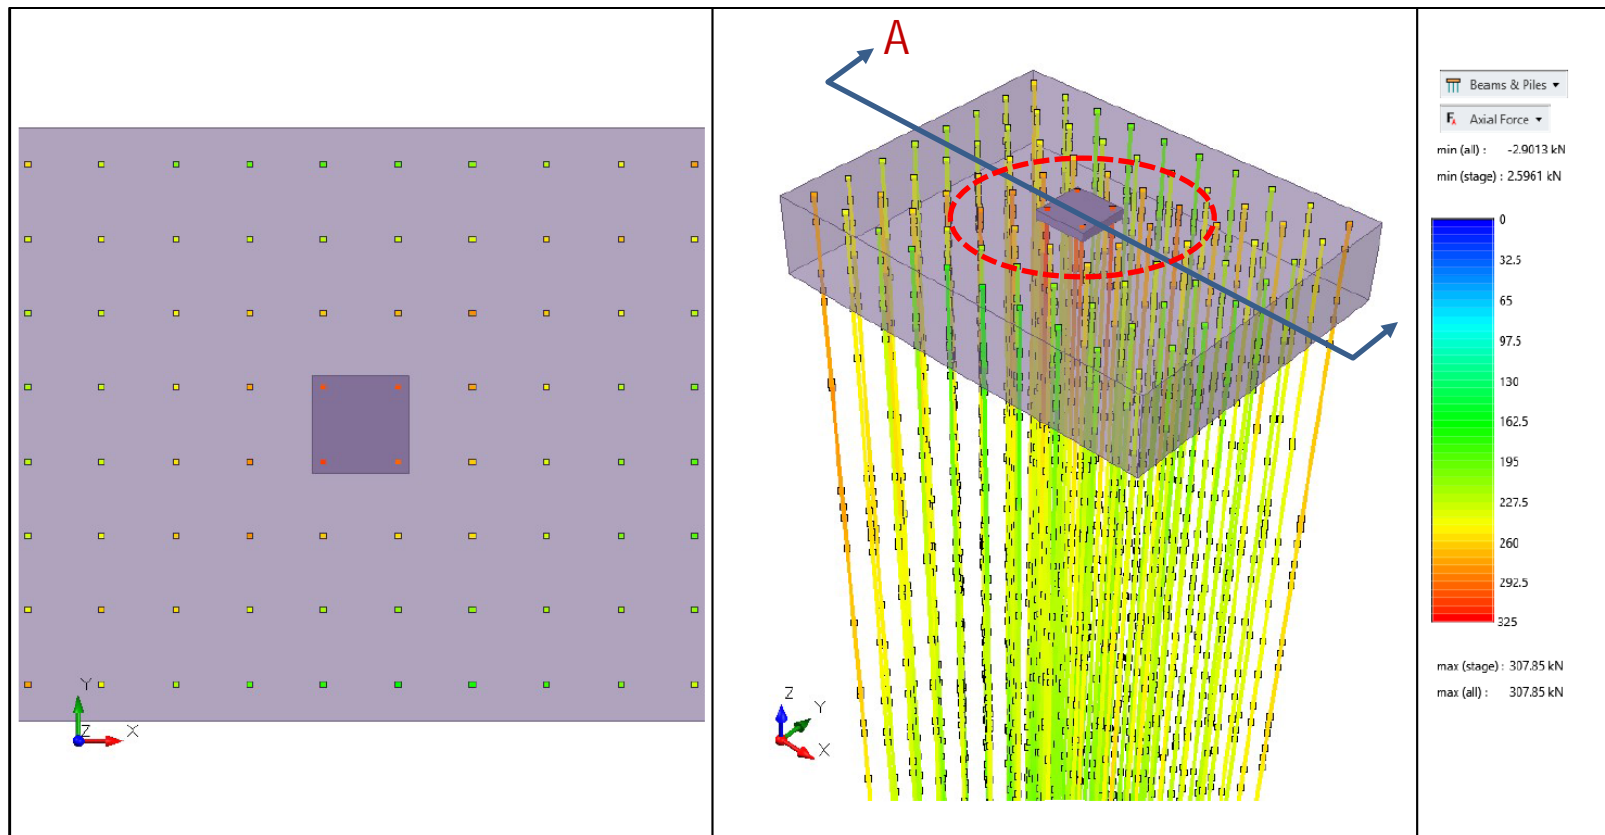 Y
Z
X
A
Z
Y
X
Beams & Piles
Axial Force
min (all) : -2.9013 kN
min (stage) : 2.5961 kN
0
32.5
65
97.5
130
162.5
195
227.5
260
292.5
325
max (stage) : 307.85 kN
max (all) : 307.85 kN